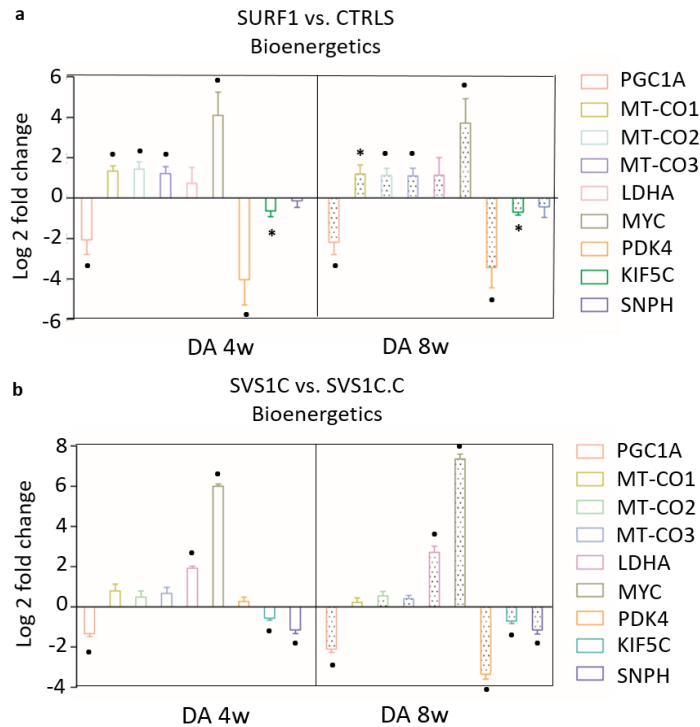 a
SURF1 vs. CTRLS
Bioenergetics
Log 2 fold change
6
4
2
0
-2
-4
-6
DA 4w
DA 8w
PGC1A
MT-CO1
MT-CO2
MT-CO3
LDHA
MYC
PDK4
KIF5C
SNPH
b
SVS1C vs. SVS1C.C
Bioenergetics
Log 2 fold change
8
6
4
2
0
-2
-4
DA 4w
DA 8w
PGC1A
MT-CO1
MT-CO2
MT-CO3
LDHA
MYC
PDK4
KIF5C
SNPH